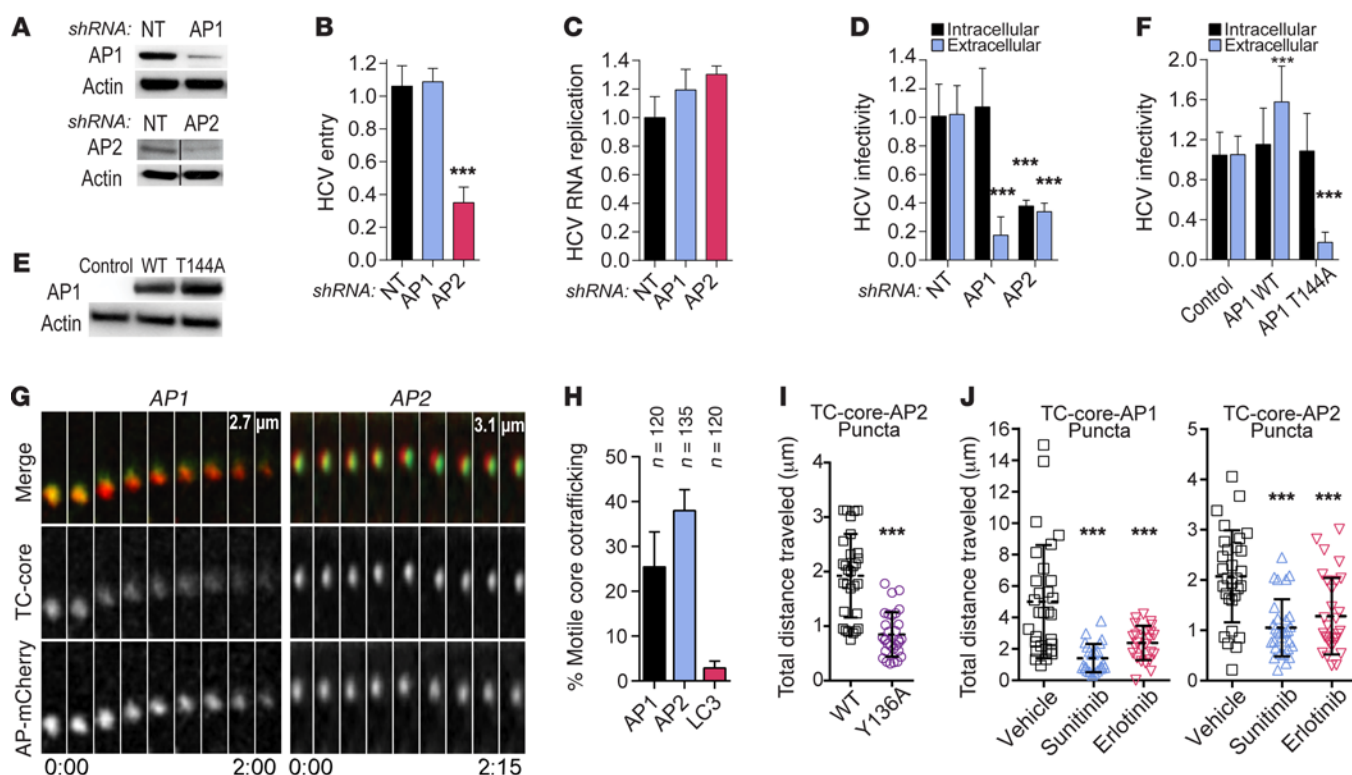 A
shRNA: NT AP1
AP1
Actin
shRNA: NT AP2
AP2
Actin
B
HCV entry
1.2
1.0
0.8
0.6
0.4
0.2
0.0
***
shRNA: NT AP1 AP2
C
HCV RNA replication
1.4
1.2
1.0
0.8
0.6
0.4
0.2
0.0
shRNA: NT AP1 AP2
D
Intracellular
Extracellular
HCV infectivity
1.4
1.2
1.0
0.8
0.6
0.4
0.2
0.0
***
***
***
shRNA: NT AP1 AP2
E
Control WT T144A
AP1
Actin
F
Intracellular
Extracellular
HCV infectivity
2.0
1.6
1.2
0.8
0.4
0.0
***
***
Control AP1 WT AP1 T144A
G
AP1 AP2
Merge 2.7 µm 3.1 µm
TC-core
AP-mCherry
0:00 2:00 0:00 2:15
H
n = 120 n = 135 n = 120
% Motile core cotrafficking
50
40
30
20
10
0
AP1 AP2 LC3
I
TC-core-AP2
Puncta
Total distance traveled (µm)
4
3
2
1
0
***
WT Y136A
J
TC-core-AP1
Puncta
Total distance traveled (µm)
16
14
12
10
8
6
4
2
0
*** ***
Vehicle Sunitinib Erlotinib
TC-core-AP2
Puncta
5
4
3
2
1
0
*** ***
Vehicle Sunitinib Erlotinib